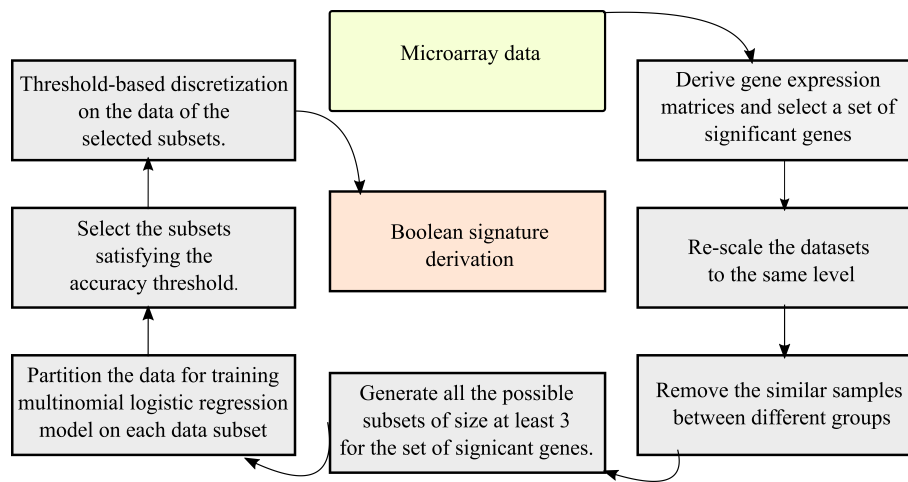 Microarray data
Derive gene expression
matrices and select a set of
significant genes
Re-scale the datasets
to the same level
Remove the similar samples
between different groups
Generate all the possible
subsets of size at least 3
for the set of signicant genes.
Partition the data for training
multinomial logistic regression
model on each data subset
Select the subsets
satisfying the
accuracy threshold.
Threshold-based discretization
on the data of the
selected subsets.
Boolean signature
derivation